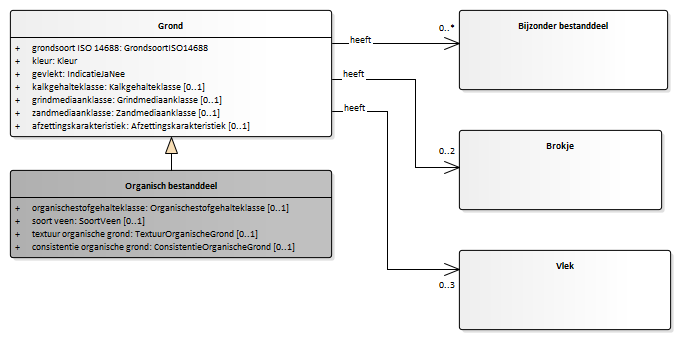 Grond
+ grondsoort ISO 14688: GrondsoortISO14688
+ kleur: Kleur
+ gevlekt: IndicatieJaNee
+ kalkgehalteklasse: Kalkgehalteklasse [0..1]
+ grindmediaanklasse: Grindmediaanklasse [0..1]
+ zandmediaanklasse: Zandmediaanklasse [0..1]
+ afzettingskarakteristiek: Afzettingskarakteristiek [0..1]
heeft
0..*
Bijzonder bestanddeel
heeft
0..2
Brokje
heeft
0..3
Vlek
Organisch bestanddeel
+ organischestofgehalteklasse: Organischestofgehalteklasse [0..1]
+ soort veen: SoortVeen [0..1]
+ textuur organische grond: TextuurOrganischeGrond [0..1]
+ consistentie organische grond: ConsistentieOrganischeGrond [0..1]